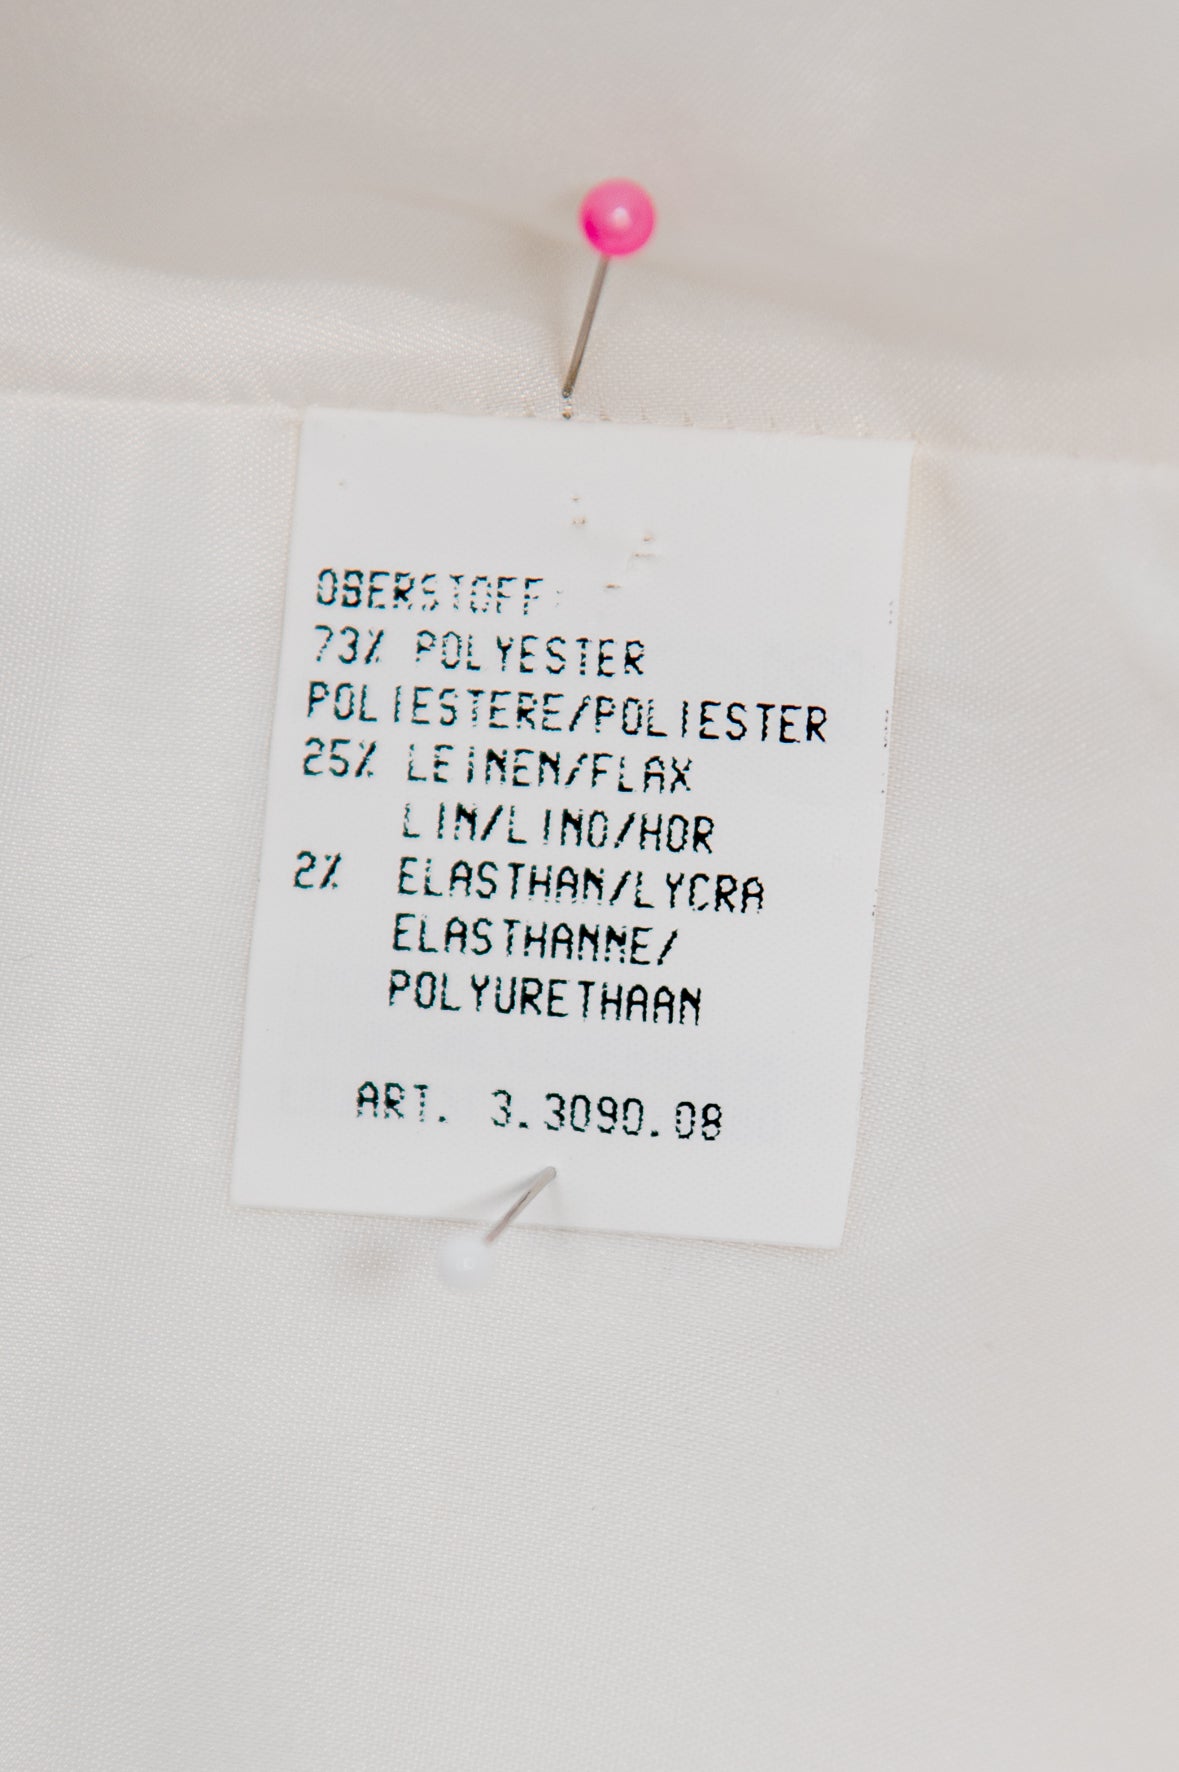 OBERSTOFF:
73% POLYESTER
POLIESTERE/POLIESTER
25% LEINEN/FLAX
LIN/LINO/HOR
2% ELASTHAN/LYCRA
ELASTHANNE/
POLYURETHAAN
ART. 3.3090.08